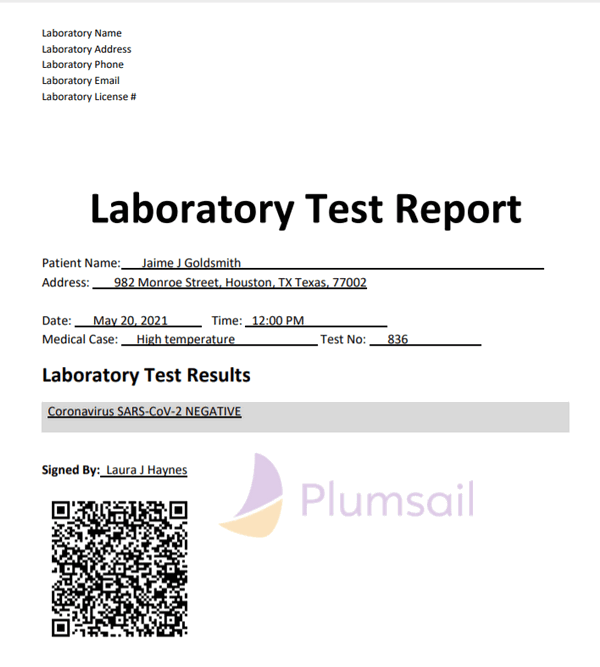 Laboratory Name
Laboratory Address
Laboratory Phone
Laboratory Email
Laboratory License #
Laboratory Test Report
Patient Name: Jaime J Goldsmith
Address: 982 Monroe Street, Houston, TX Texas, 77002
Date: May 20, 2021 Time: 12:00 PM
Medical Case: High temperature Test No: 836
Laboratory Test Results
Coronavirus SARS-CoV-2 NEGATIVE
Signed By: Laura J Haynes
Plumsail